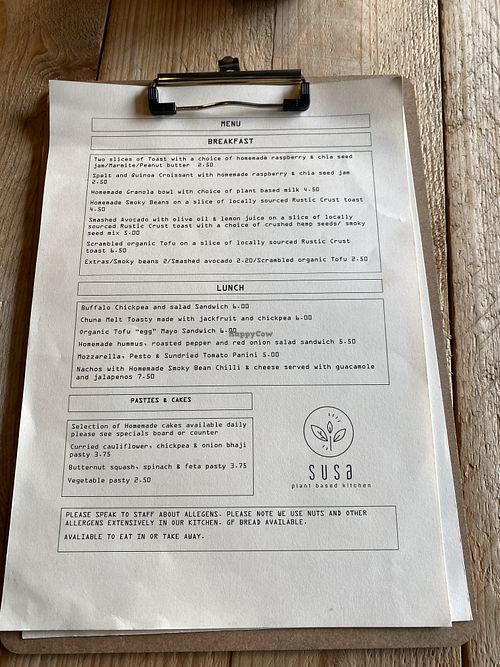 MENU
BREAKFAST
Two slices of Toast with a choice of homemade raspberry & chia seed
jam/Marmite/Peanut butter 2.50
Spelt and Quinoa Croissant with homemade raspberry & chia seed jam
2.50
Homemade Granola bowl with choice of plant based milk 4.50
Homemade Smoky Beans on a slice of locally sourced Rustic Crust toast
4.50
Smashed Avocado with olive oil & lemon juice on a slice of locally
sourced Rustic Crust toast with a choice of crushed hemp seeds/ smoky
seed mix 5.00
Scrambled organic Tofu on a slice of locally sourced Rustic Crust
toast 6.50
Extras/Smoky beans 2/Smashed avocado 2.20/Scrambled organic Tofu 2.50
LUNCH
Buffalo Chickpea and salad Sandwich 6.00
Chuna Melt Toasty made with jackfruit and chickpea 6.00
Organic Tofu "egg" Mayo Sandwich 6.00
HappyCow
Homemade hummus, roasted pepper and red onion salad sandwich 5.50
Mozzarella, Pesto & Sundried Tomato Panini 5.00
Nachos with Homemade Smoky Bean Chilli & cheese served with guacamole
and jalapenos 7.50
PASTIES & CAKES
Selection of Homemade cakes available daily
please see specials board or counter
Curried cauliflower, chickpea & onion bhaji
pasty 3.75
Butternut squash, spinach & feta pasty 3.75
Vegetable pasty 2.50
susa
plant based kitchen
PLEASE SPEAK TO STAFF ABOUT ALLEGENS. PLEASE NOTE WE USE NUTS AND OTHER
ALLERGENS EXTENSIVELY IN OUR KITCHEN. GF BREAD AVAILABLE.
AVALIABLE TO EAT IN OR TAKE AWAY.